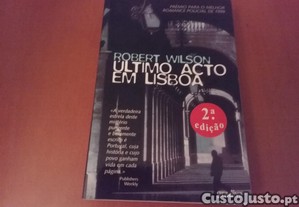 PRÉMIO PARA O MELHOR
ROMANCE POLICIAL DE 1999
ROBERT WILSON
ÚLTIMO ACTO
EM LISBOA
2.ª
edição
«A verdadeira
estrela deste
mistério
pungente e
vivamente
escrito é
Portugal, cuja
história e cujo
povo ganham
vida em cada
página.»
Publishers
Weekly
CustoJusto.pt